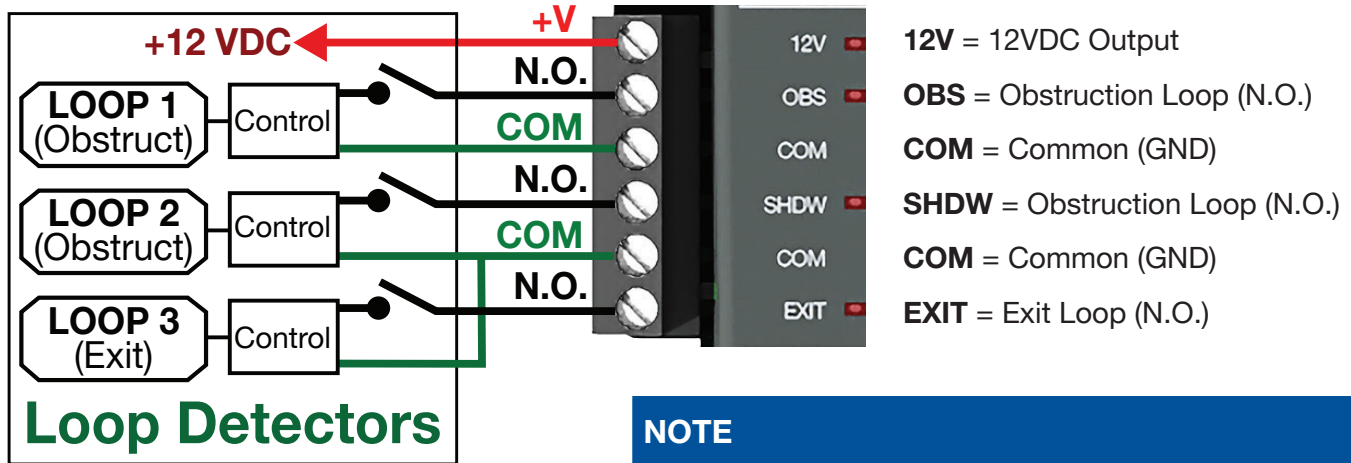 +12 VDC
+V
N.O.
COM
N.O.
COM
N.O.
LOOP 1
(Obstruct)
Control
LOOP 2
(Obstruct)
Control
LOOP 3
(Exit)
Control
Loop Detectors
12V
OBS
COM
SHDW
COM
EXIT
12V = 12VDC Output
OBS = Obstruction Loop (N.O.)
COM = Common (GND)
SHDW = Obstruction Loop (N.O.)
COM = Common (GND)
EXIT = Exit Loop (N.O.)
NOTE